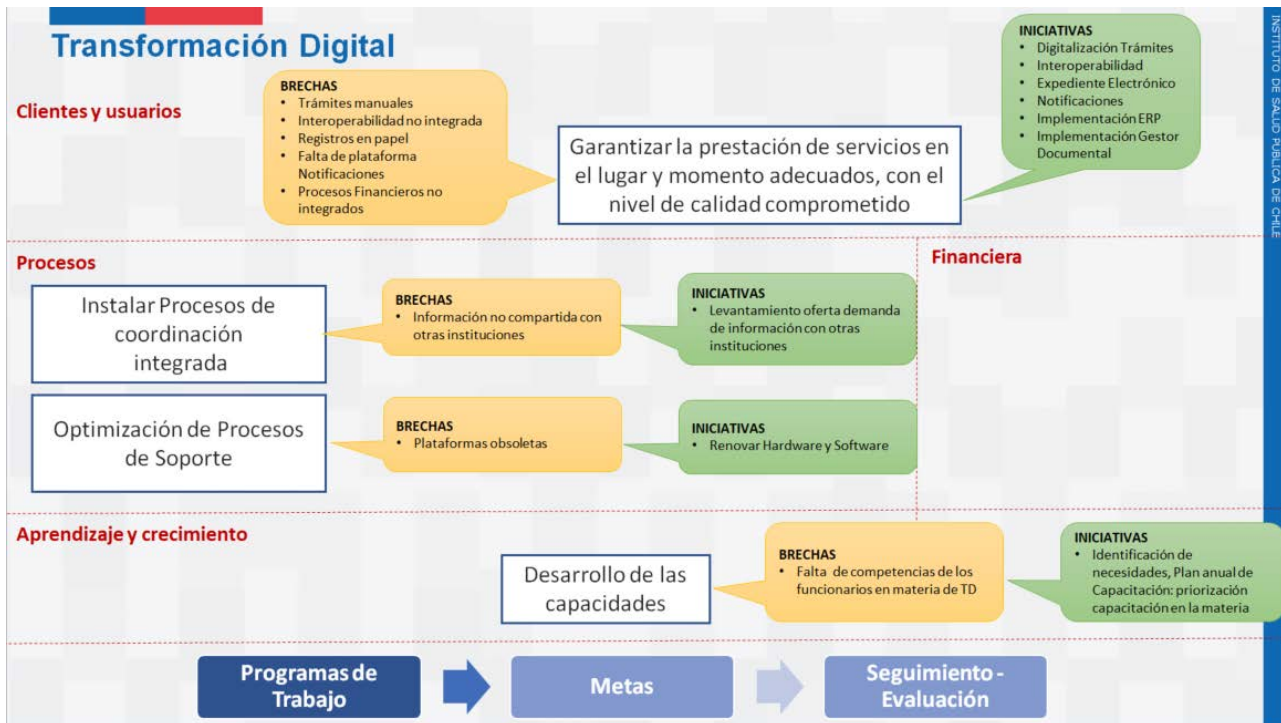 Transformación Digital
Clientes y usuarios
BRECHAS
• Trámites manuales
• Interoperabilidad no integrada
• Registros en papel
• Falta de plataforma
Notificaciones
• Procesos Financieros no
integrados
Garantizar la prestación de servicios en
el lugar y momento adecuados, con el
nivel de calidad comprometido
INICIATIVAS
• Digitalización Trámites
• Interoperabilidad
• Expediente Electrónico
• Notificaciones
• Implementación ERP
• Implementación Gestor
Documental
INSTITUTO DE SALUD PÚBLICA DE CHILE
Procesos
Financiera
Instalar Procesos de
coordinación
integrada
BRECHAS
• Información no compartida con
otras instituciones
INICIATIVAS
• Levantamiento oferta demanda
de información con otras
instituciones
Optimización de Procesos
de Soporte
BRECHAS
• Plataformas obsoletas
INICIATIVAS
• Renovar Hardware y Software
Aprendizaje y crecimiento
Desarrollo de las
capacidades
BRECHAS
• Falta de competencias de los
funcionarios en materia de TD
INICIATIVAS
• Identificación de
necesidades, Plan anual de
Capacitación: priorización
capacitación en la materia
Programas de
Trabajo
Metas
Seguimiento -
Evaluación